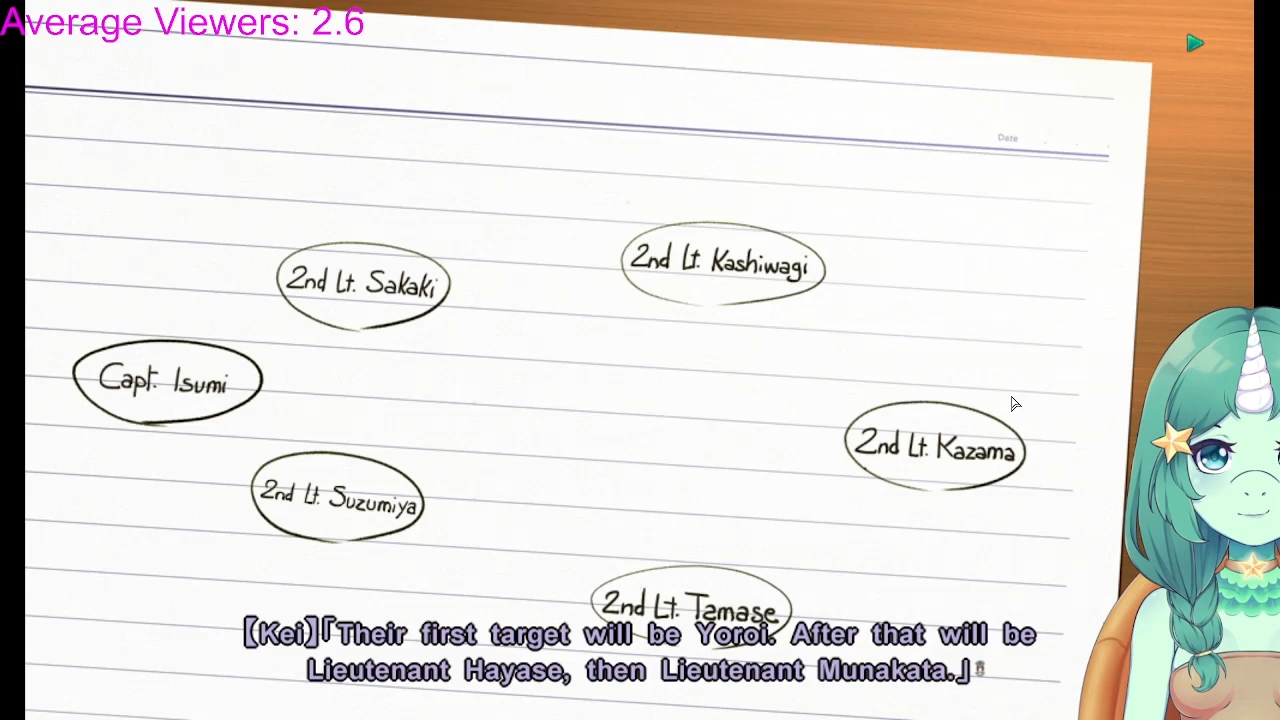 Average Viewers: 2.6
Date
2nd Lt. Kashiwagi
2nd Lt. Sakaki
Capt. Isumi
2nd Lt. Kazama
2nd Lt. Suzumiya
2nd Lt. Tamase
【Kei】「Their first target will be Yoroi. After that will be
Lieutenant Hayase, then Lieutenant Munakata.」